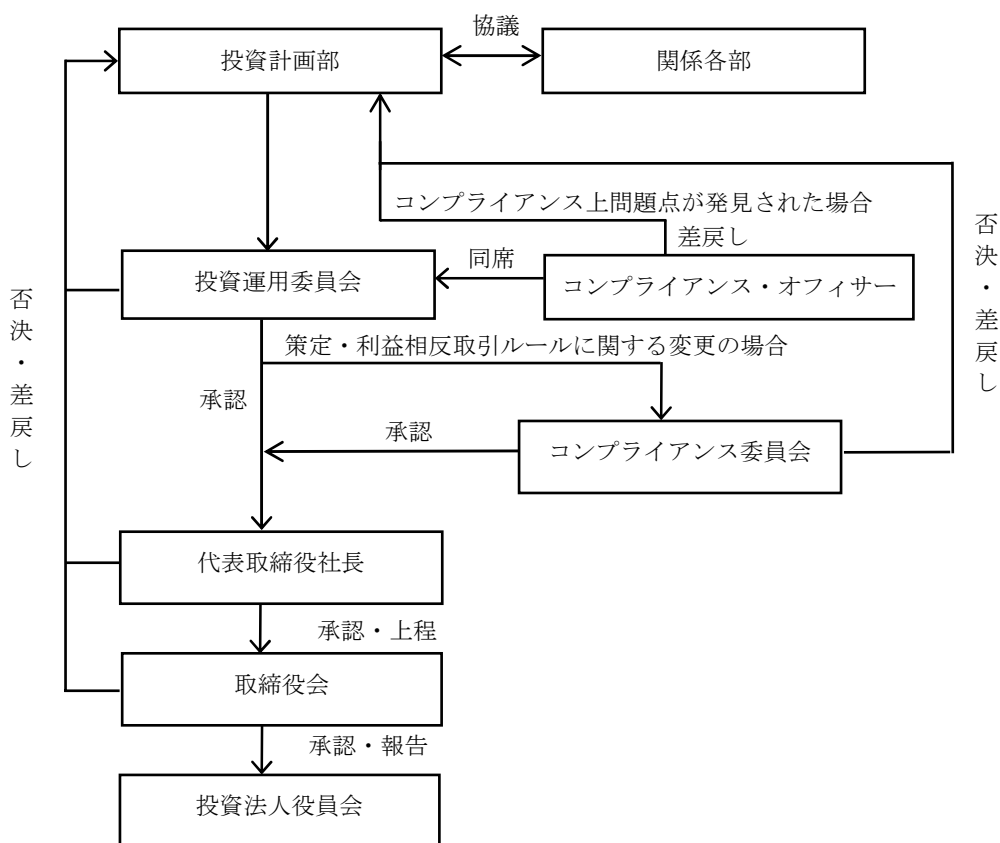 協議
投資計画部
関係各部
コンプライアンス上問題点が発見された場合
差戻し
同席
投資運用委員会
コンプライアンス・オフィサー
否決・差戻し
否決・差戻し
策定・利益相反取引ルールに関する変更の場合
承認
承認
コンプライアンス委員会
代表取締役社長
承認・上程
取締役会
承認・報告
投資法人役員会